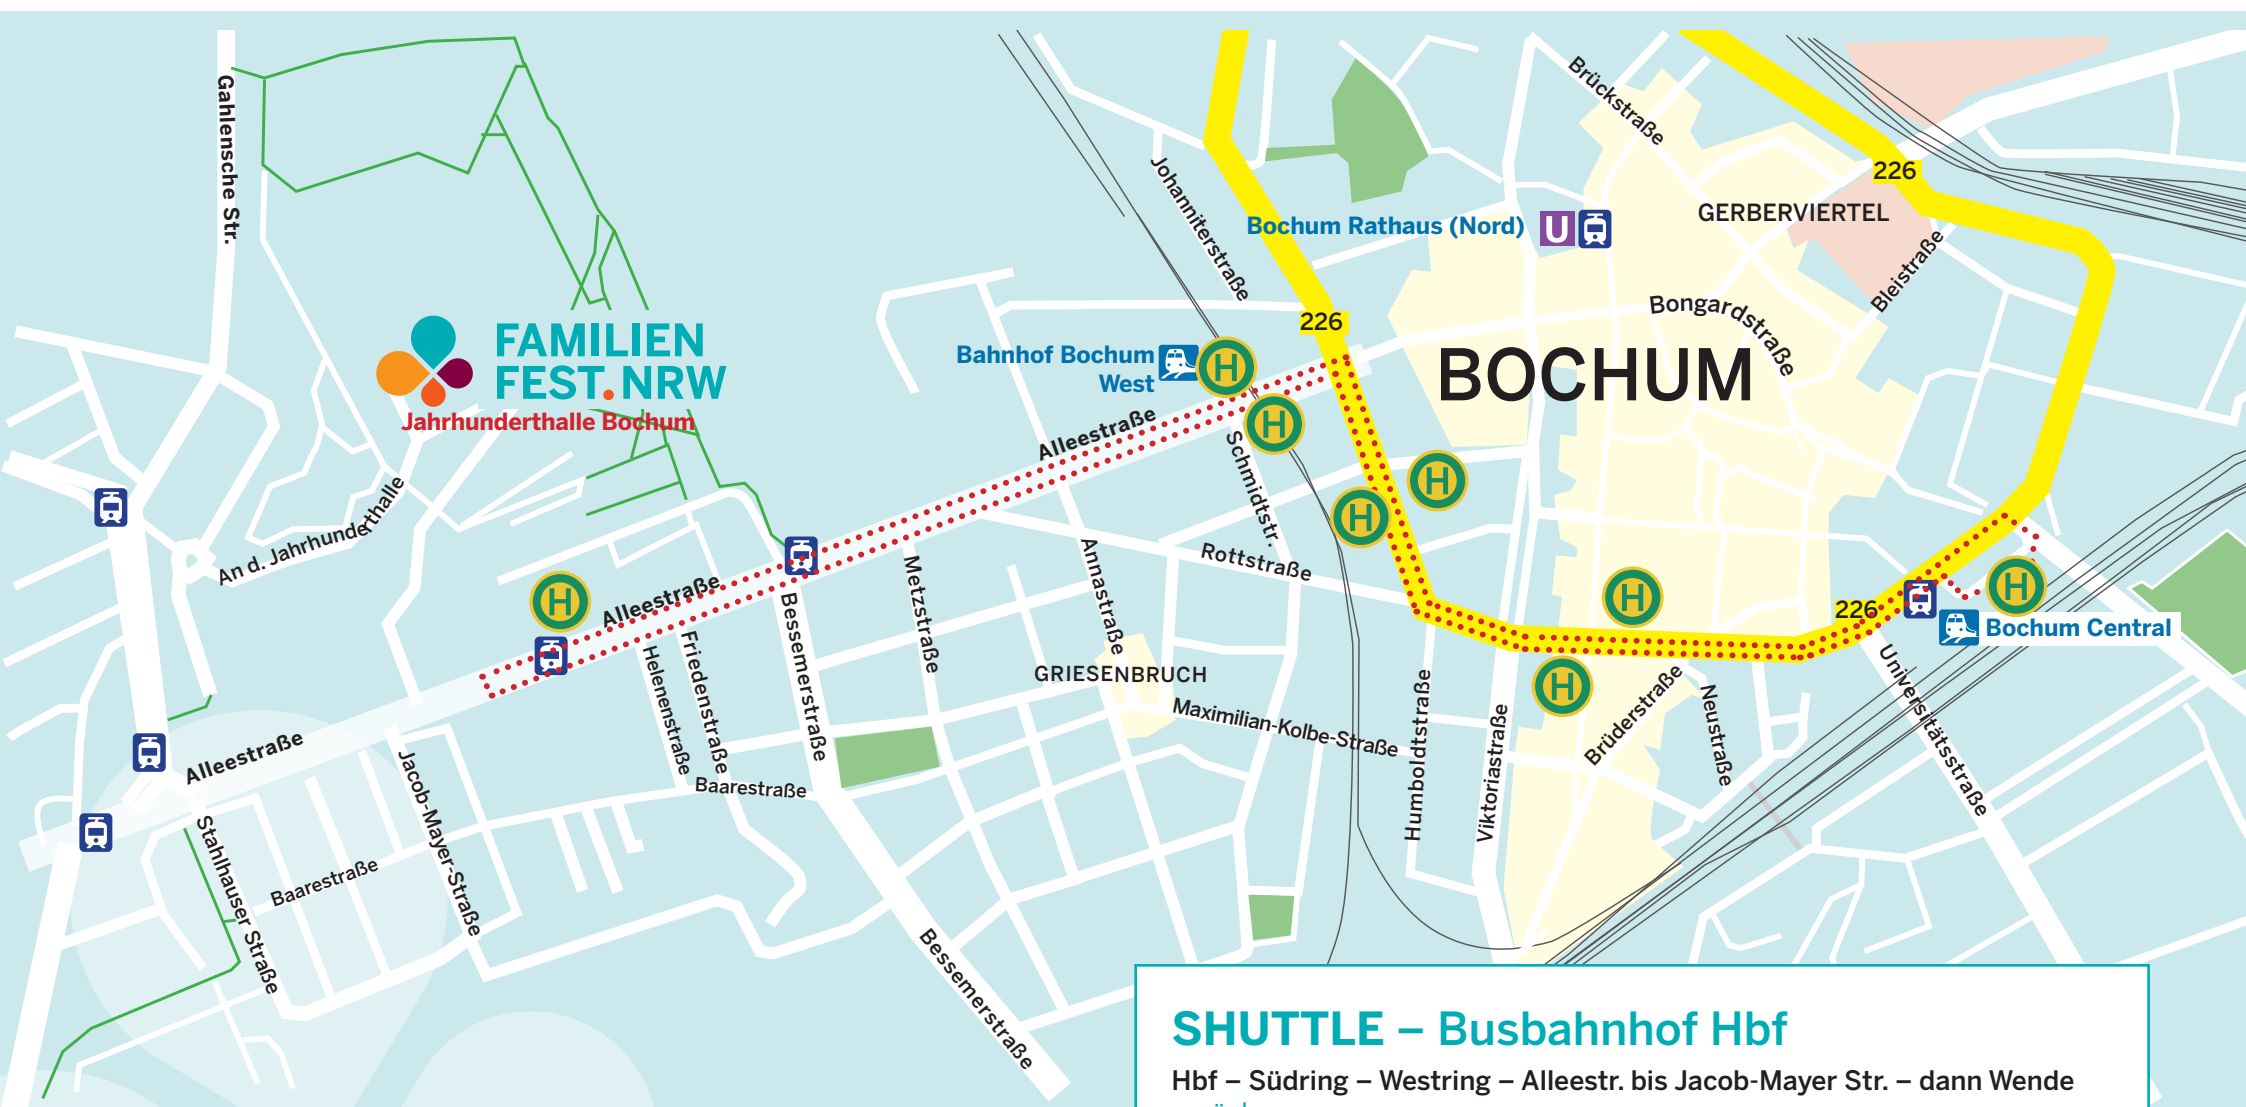 Gahlensche Str.
Brückstraße
226
GERBERVIERTEL
Johanniterstraße
Bochum Rathaus (Nord)
U
Bleistraße
Bongardstraße
226
FAMILIEN
FEST.NRW
Jahrhunderthalle Bochum
Bahnhof Bochum
West
H
BOCHUM
H
Alleestraße
Schmidtstr.
H
H
An d. Jahrhunderthalle
Rottstraße
Annastraße
Metzstraße
H
Alleestraße
Bessemerstraße
H
226
H
Bochum Central
Helenenstraße
Friedenstraße
GRIESENBRUCH
Maximilian-Kolbe-Straße
H
Humboldtstraße
Viktoriastraße
Brüderstraße
Neustraße
Universitätsstraße
Alleestraße
Jacob-Mayer-Straße
Baarestraße
Stahlhauser Straße
Baarestraße
Bessemerstraße
SHUTTLE – Busbahnhof Hbf
Hbf – Südring – Westring – Alleestr. bis Jacob-Mayer Str. – dann Wende